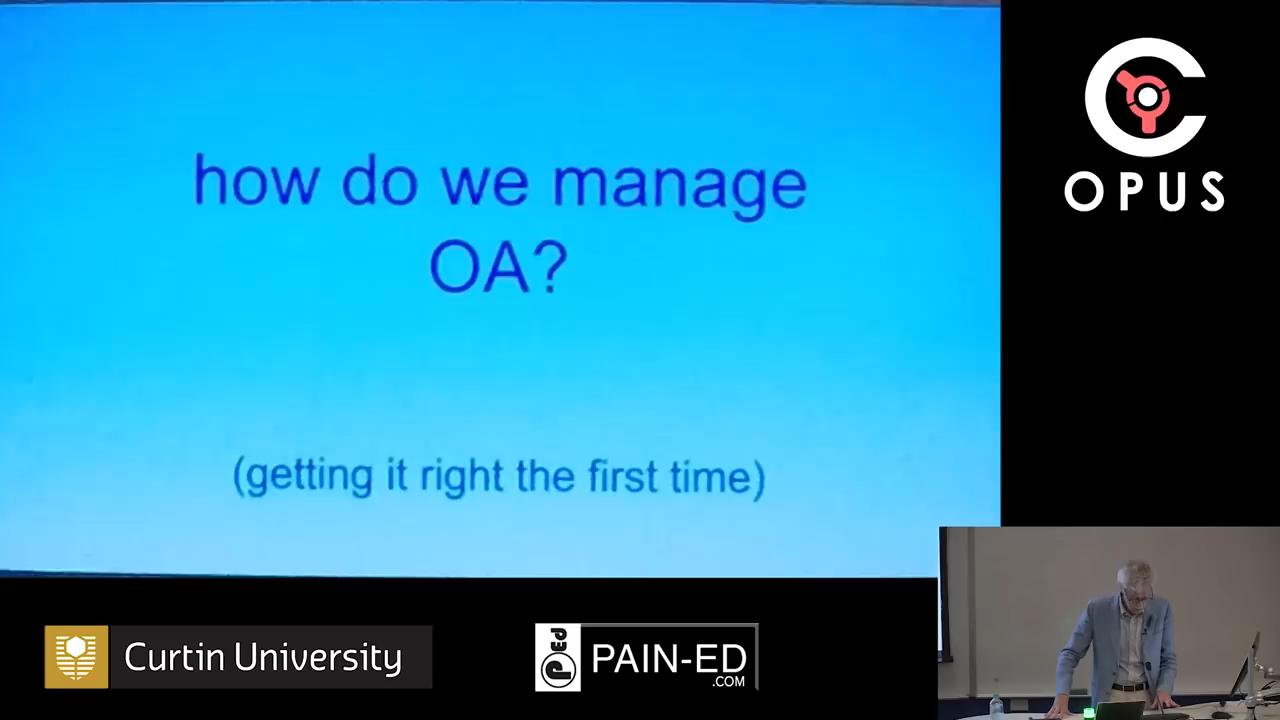 how do we manage
OA?
(getting it right the first time)
OPUS
Curtin University
PAIN-ED
.COM